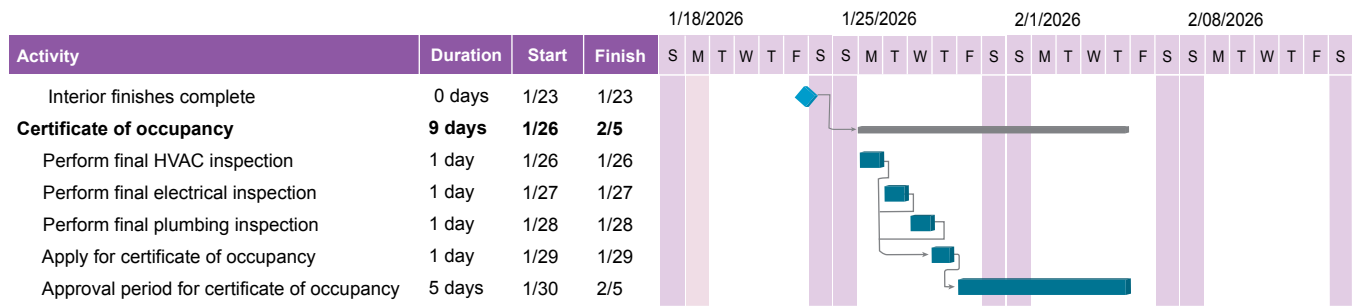 1/18/2026 1/25/2026 2/1/2026 2/08/2026
Activity Duration Start Finish S M T W T F S S M T W T F S S M T W T F S S M T W T F S
Interior finishes complete 0 days 1/23 1/23
Certificate of occupancy 9 days 1/26 2/5
Perform final HVAC inspection 1 day 1/26 1/26
Perform final electrical inspection 1 day 1/27 1/27
Perform final plumbing inspection 1 day 1/28 1/28
Apply for certificate of occupancy 1 day 1/29 1/29
Approval period for certificate of occupancy 5 days 1/30 2/5